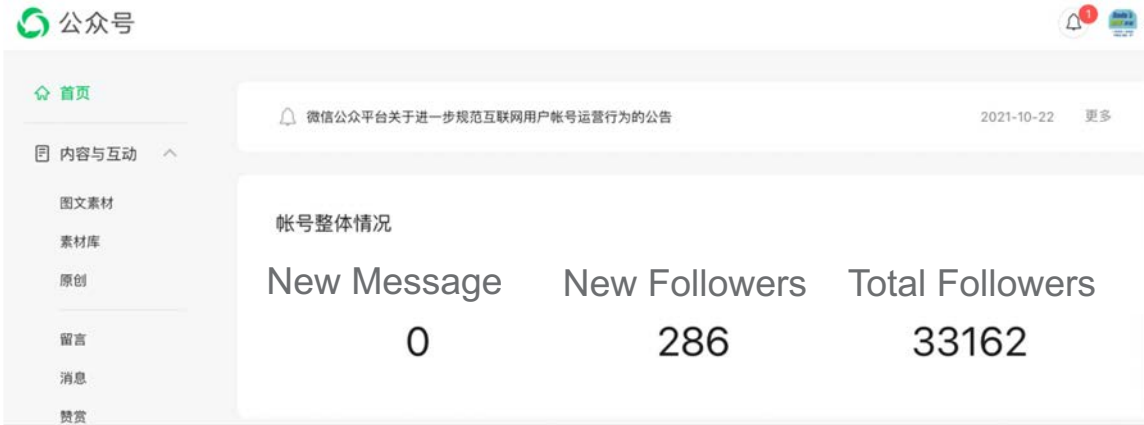 公众号
1
首页
微信公众平台关于进一步规范互联网用户帐号运营行为的公告 2021-10-22 更多
内容与互动
图文素材
素材库
原创
留言
消息
赞赏
帐号整体情况
New Message New Followers Total Followers
0 286 33162